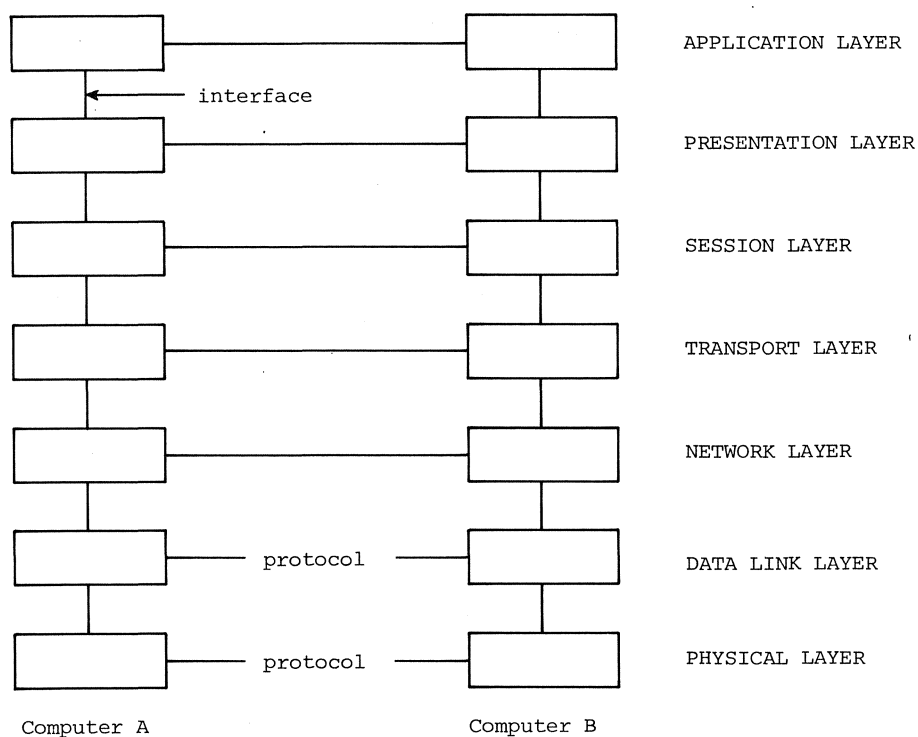 APPLICATION LAYER
interface
PRESENTATION LAYER
SESSION LAYER
TRANSPORT LAYER
NETWORK LAYER
protocol DATA LINK LAYER
protocol PHYSICAL LAYER
Computer A Computer B